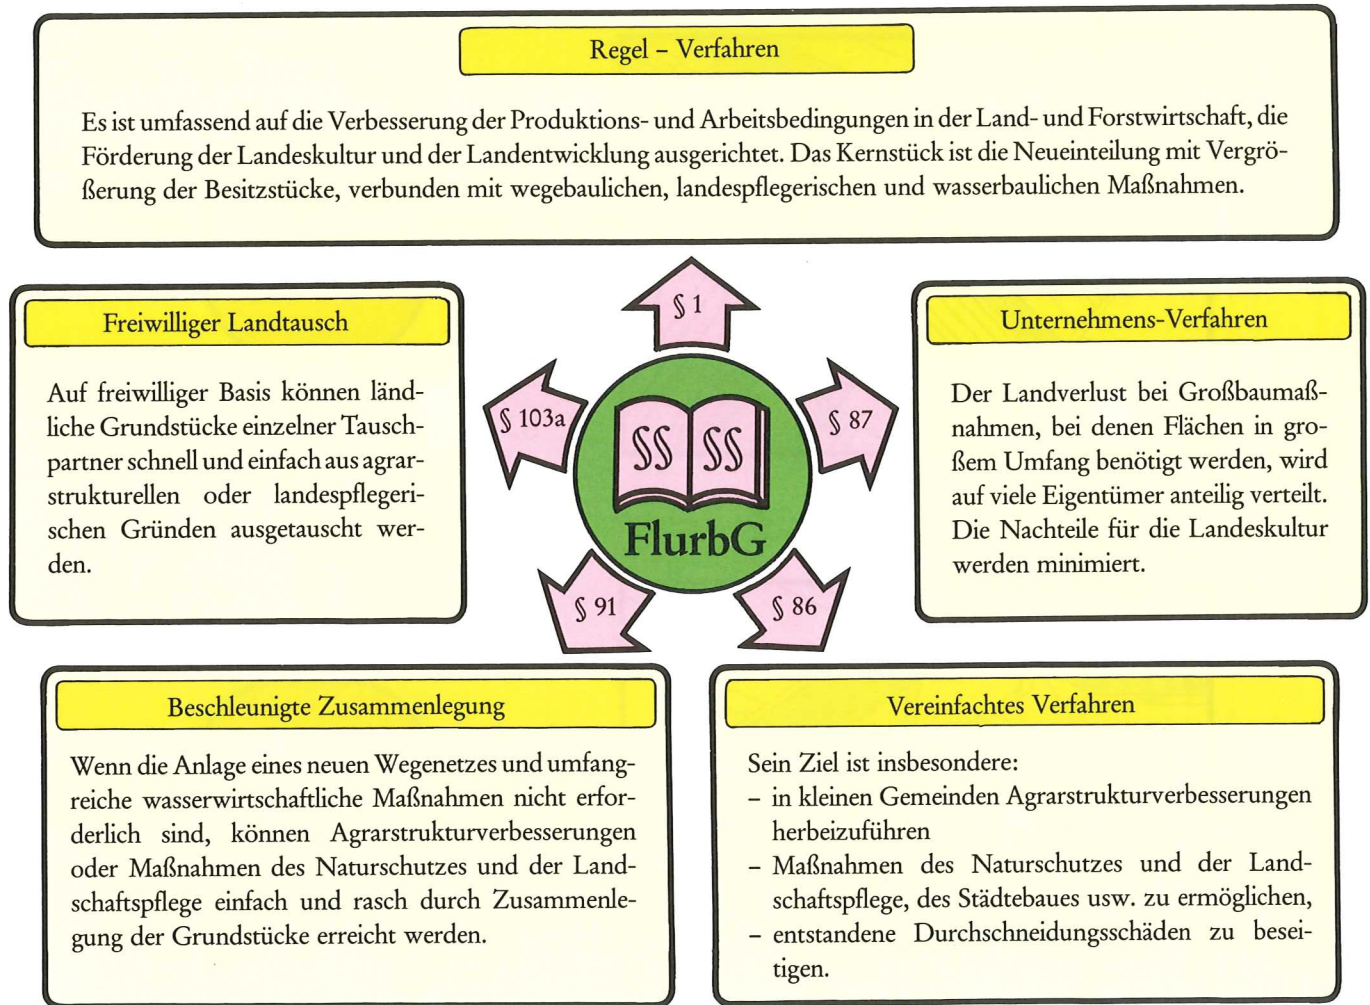 Regel – Verfahren
Es ist umfassend auf die Verbesserung der Produktions- und Arbeitsbedingungen in der Land- und Forstwirtschaft, die
Förderung der Landeskultur und der Landentwicklung ausgerichtet. Das Kernstück ist die Neueinteilung mit Vergrö-
ßerung der Besitzstücke, verbunden mit wegebaulichen, landespflegerischen und wasserbaulichen Maßnahmen.
Freiwilliger Landtausch
Auf freiwilliger Basis können länd-
liche Grundstücke einzelner Tausch-
partner schnell und einfach aus agrar-
strukturellen oder landespflegeri-
schen Gründen ausgetauscht wer-
den.
§ 1
§ 103a
§ 87
§§ §§
FlurbG
§ 91
§ 86
Unternehmens-Verfahren
Der Landverlust bei Großbaumaß-
nahmen, bei denen Flächen in gro-
ßem Umfang benötigt werden, wird
auf viele Eigentümer anteilig verteilt.
Die Nachteile für die Landeskultur
werden minimiert.
Beschleunigte Zusammenlegung
Wenn die Anlage eines neuen Wegenetzes und umfang-
reiche wasserwirtschaftliche Maßnahmen nicht erfor-
derlich sind, können Agrarstrukturverbesserungen
oder Maßnahmen des Naturschutzes und der Land-
schaftspflege einfach und rasch durch Zusammenle-
gung der Grundstücke erreicht werden.
Vereinfachtes Verfahren
Sein Ziel ist insbesondere:
– in kleinen Gemeinden Agrarstrukturverbesserungen
herbeizuführen
– Maßnahmen des Naturschutzes und der Land-
schaftspflege, des Städtebaues usw. zu ermöglichen,
– entstandene Durchschneidungsschäden zu besei-
tigen.